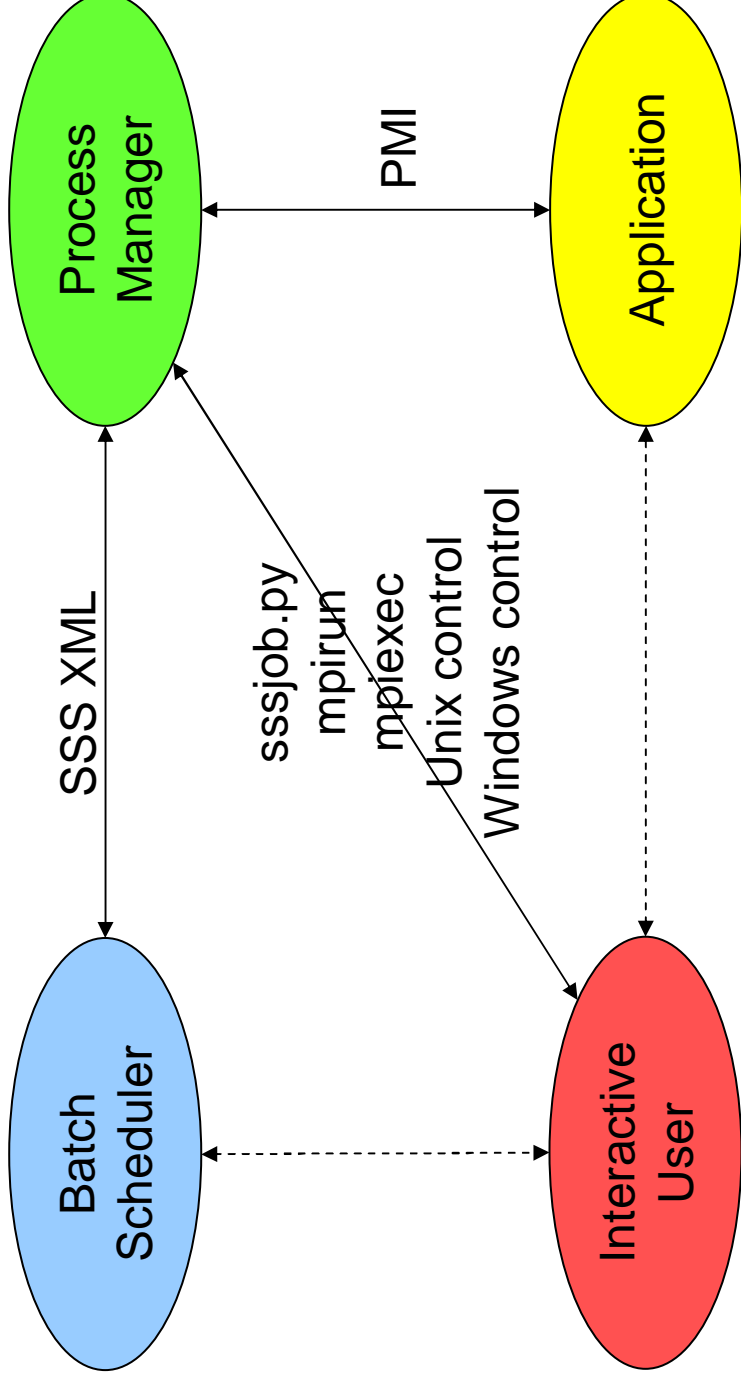 Batch
Scheduler
SSS XML
Process
Manager
sssjob.py
mpirun
mpiexec
Unix control
Windows control
PMI
Interactive
User
Application